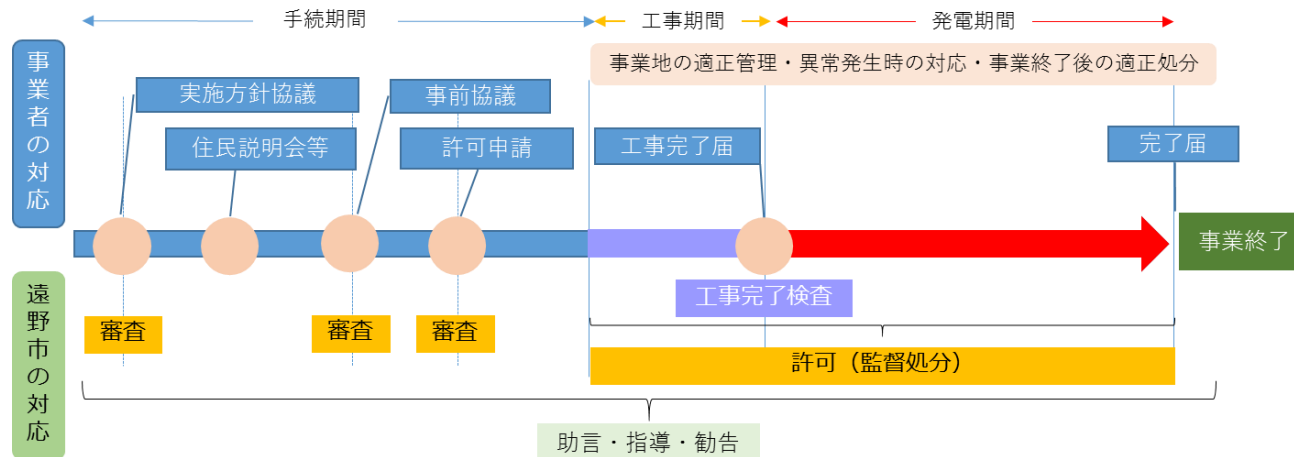 手続期間
工事期間
発電期間
事業者の対応
事業地の適正管理・異常発生時の対応・事業終了後の適正処分
実施方針協議
事前協議
住民説明会等
許可申請
工事完了届
完了届
事業終了
遠野市の対応
審査
審査
審査
工事完了検査
許可（監督処分）
助言・指導・勧告